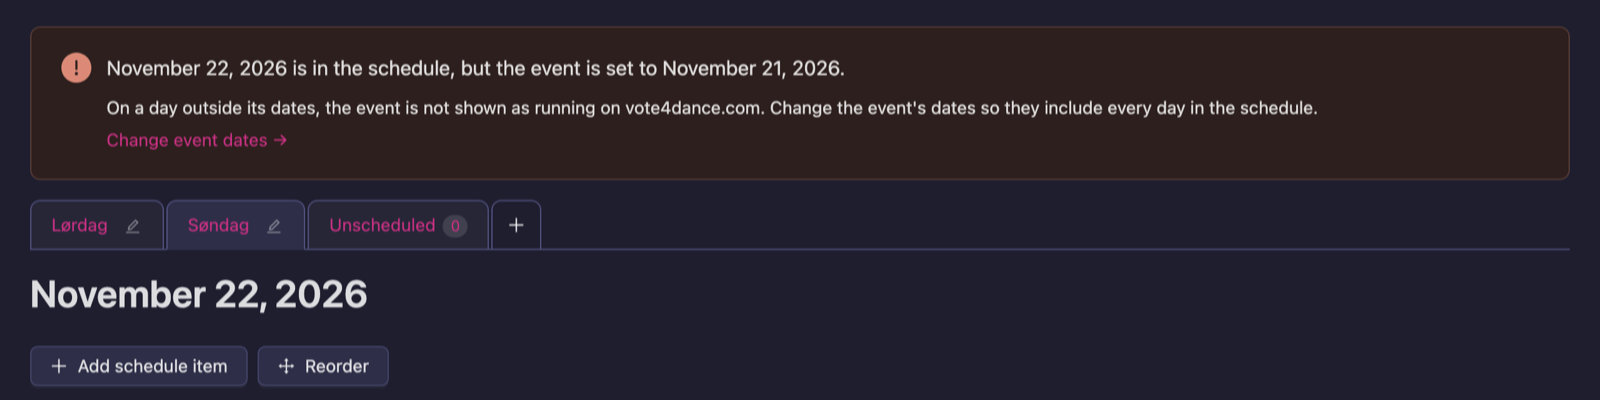 ! November 22, 2026 is in the schedule, but the event is set to November 21, 2026.
On a day outside its dates, the event is not shown as running on vote4dance.com. Change the event's dates so they include every day in the schedule.
Change event dates →
Lørdag Søndag Unscheduled 0 +
November 22, 2026
+ Add schedule item Reorder